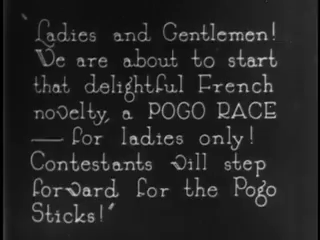 "Ladies and Gentlemen!
We are about to start
that delightful French
novelty, a POGO RACE
— for ladies only!
Contestants will step
forward for the Pogo
Sticks!"